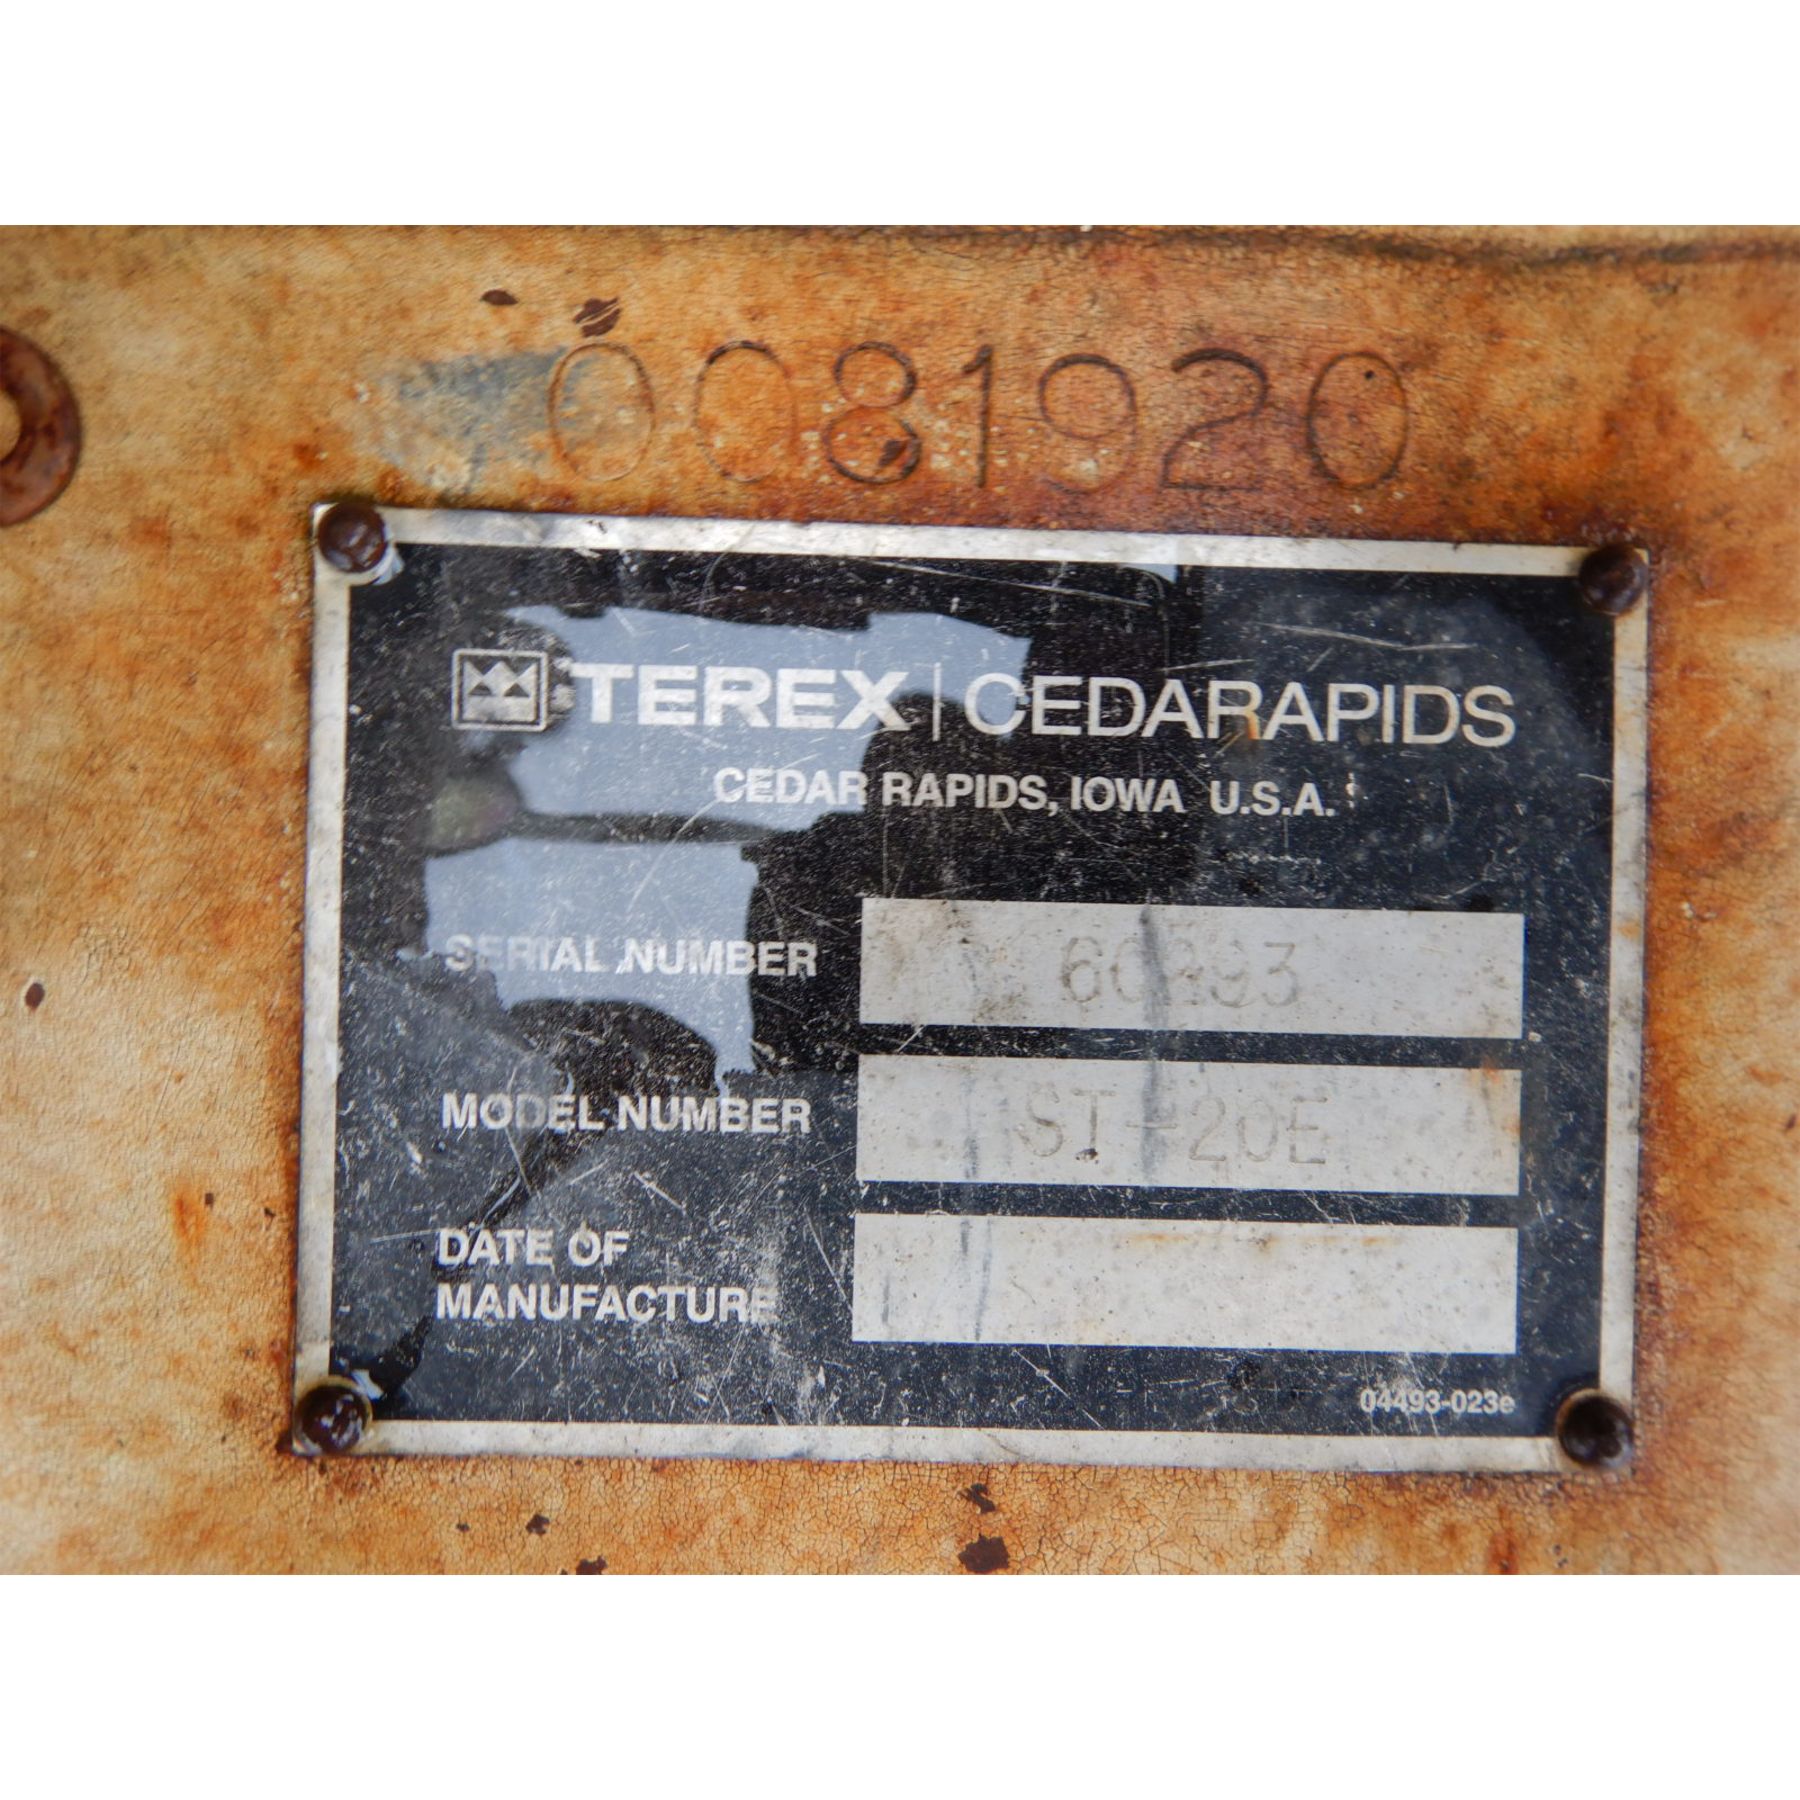 0081920
TEREX | CEDARAPIDS
CEDAR RAPIDS, IOWA U.S.A.
SERIAL NUMBER
MODEL NUMBER ST-20E
DATE OF
MANUFACTURE
04493-023e